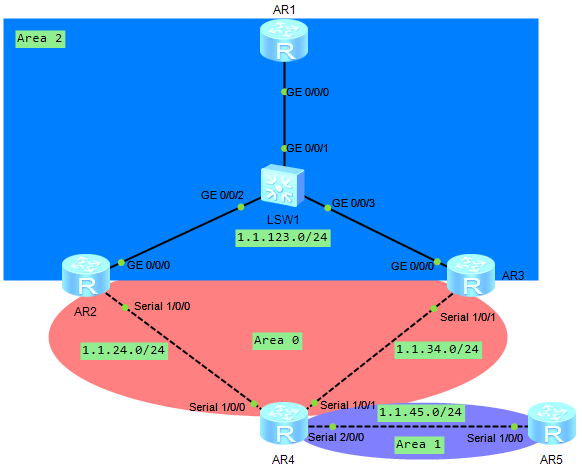 AR1
Area 2
R
GE 0/0/0
GE 0/0/1
GE 0/0/2
GE 0/0/3
LSW1
1.1.123.0/24
GE 0/0/0
GE 0/0/0
R
R
AR3
AR2
Serial 1/0/0
Serial 1/0/1
Area 0
1.1.24.0/24
1.1.34.0/24
Serial 1/0/0
Serial 1/0/1
1.1.45.0/24
R
R
Serial 2/0/0
Serial 1/0/0
Area 1
AR4
AR5